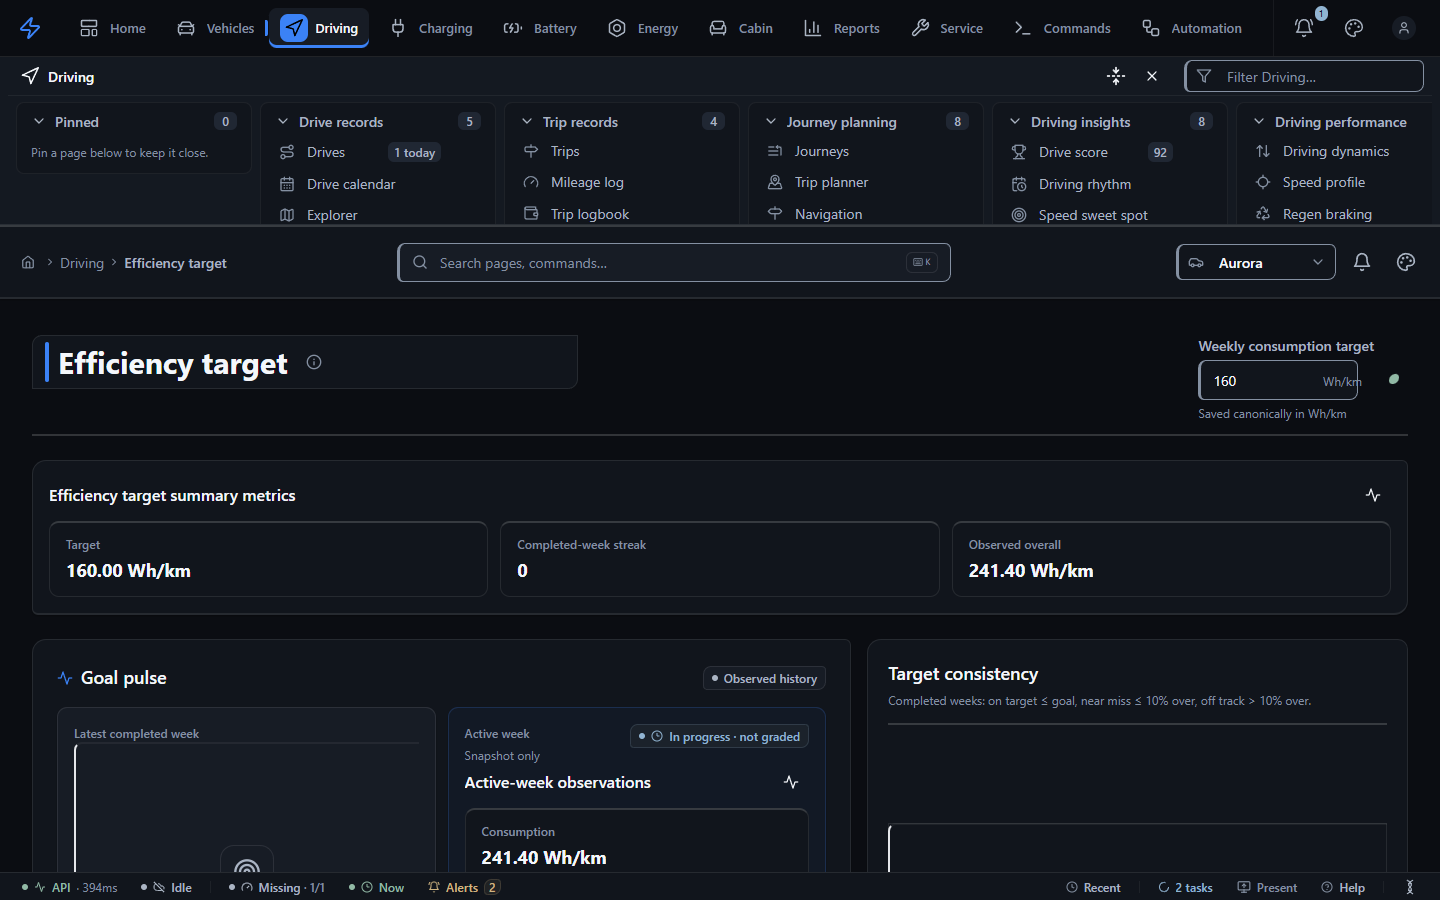 Home Vehicles Driving Charging Battery Energy Cabin Reports Service Commands Automation 1
Driving
Filter Driving...
Pinned 0
Pin a page below to keep it close.
Drive records 5
Drives 1 today
Drive calendar
Explorer
Trip records 4
Trips
Mileage log
Trip logbook
Journey planning 8
Journeys
Trip planner
Navigation
Driving insights 8
Drive score 92
Driving rhythm
Speed sweet spot
Driving performance
Driving dynamics
Speed profile
Regen braking
Driving Efficiency target
Search pages, commands... K
Aurora
Efficiency target
Weekly consumption target
160 Wh/km
Saved canonically in Wh/km
Efficiency target summary metrics
Target
160.00 Wh/km
Completed-week streak
0
Observed overall
241.40 Wh/km
Goal pulse
Observed history
Latest completed week
Active week
Snapshot only
In progress · not graded
Active-week observations
Consumption
241.40 Wh/km
Target consistency
Completed weeks: on target ≤ goal, near miss ≤ 10% over, off track > 10% over.
API · 394ms Idle Missing · 1/1 Now Alerts 2 Recent 2 tasks Present Help